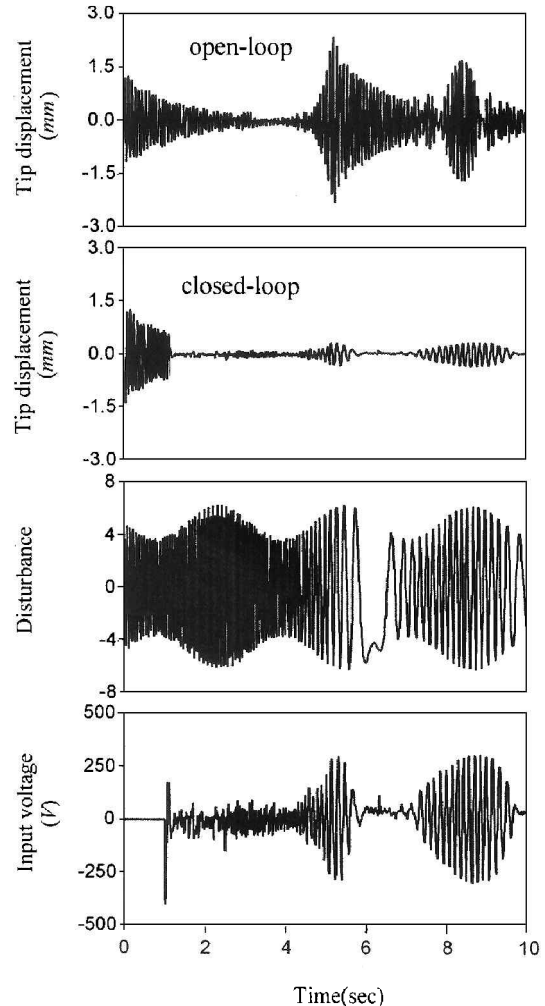 Tip displacement
(mm)
3.0
1.5
0.0
-1.5
-3.0
open-loop
Tip displacement
(mm)
3.0
1.5
0.0
-1.5
-3.0
closed-loop
Disturbance
8
4
0
-4
-8
Input voltage
(V)
500
250
0
-250
-500
0 2 4 6 8 10
Time(sec)